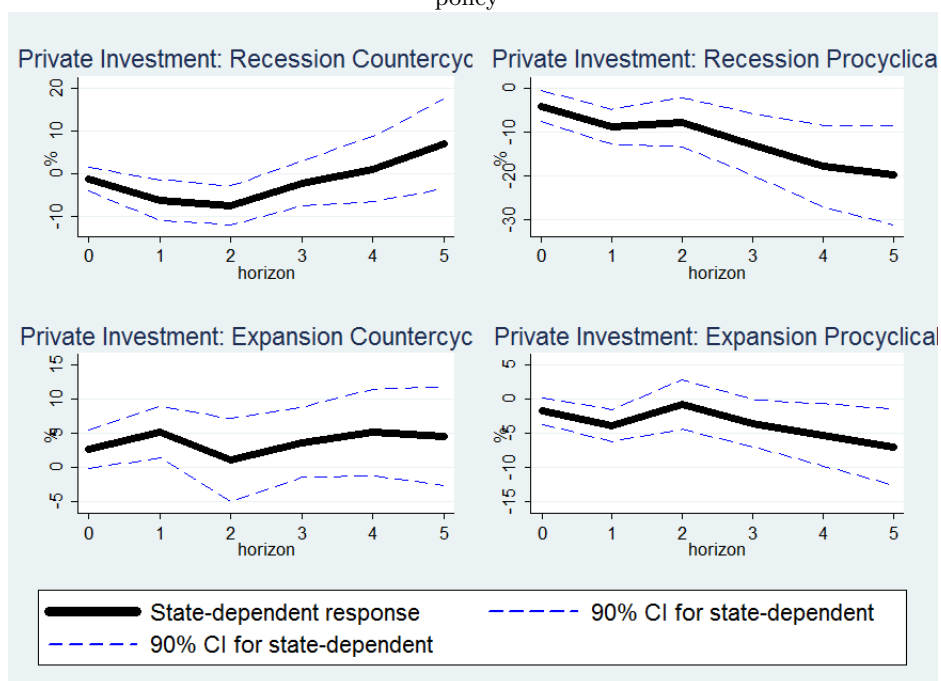 policy
Private Investment: Recession Countercyc
Private Investment: Recession Procyclica
20
10
0
-10
%
0 1 2 3 4 5
horizon
0
-10
-20
-30
%
0 1 2 3 4 5
horizon
Private Investment: Expansion Countercyc
Private Investment: Expansion Procyclical
15
10
5
0
-5
%
0 1 2 3 4 5
horizon
5
0
-5
-10
-15
%
0 1 2 3 4 5
horizon
State-dependent response
90% CI for state-dependent
90% CI for state-dependent